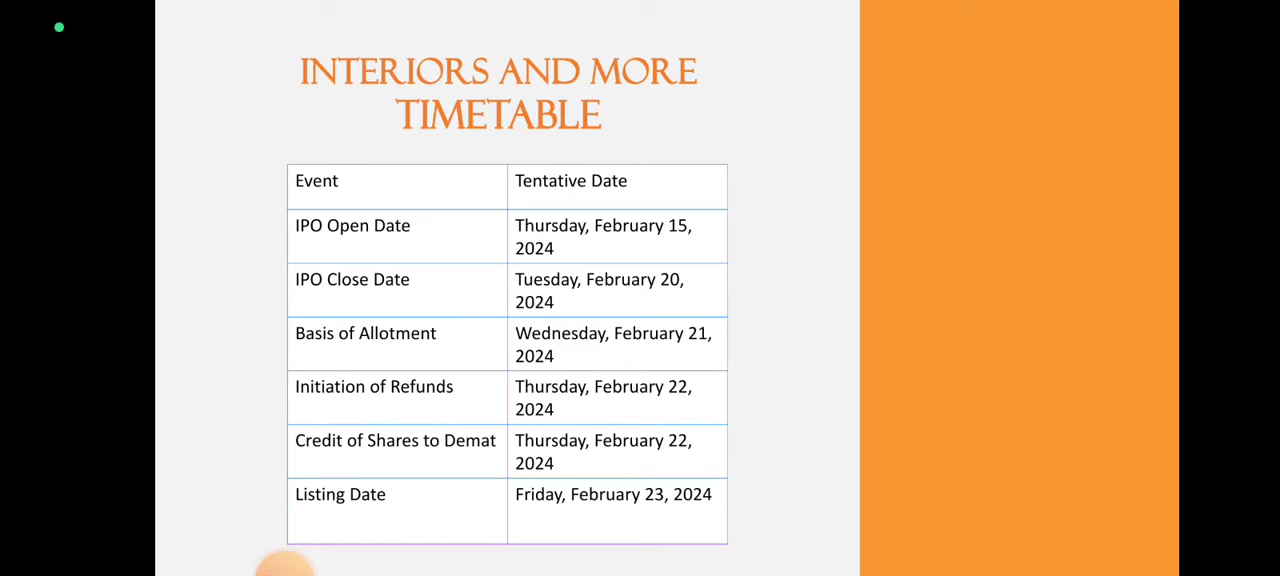 INTERIORS AND MORE
TIMETABLE
Event
Tentative Date
IPO Open Date
Thursday, February 15,
2024
IPO Close Date
Tuesday, February 20,
2024
Basis of Allotment
Wednesday, February 21,
2024
Initiation of Refunds
Thursday, February 22,
2024
Credit of Shares to Demat
Thursday, February 22,
2024
Listing Date
Friday, February 23, 2024